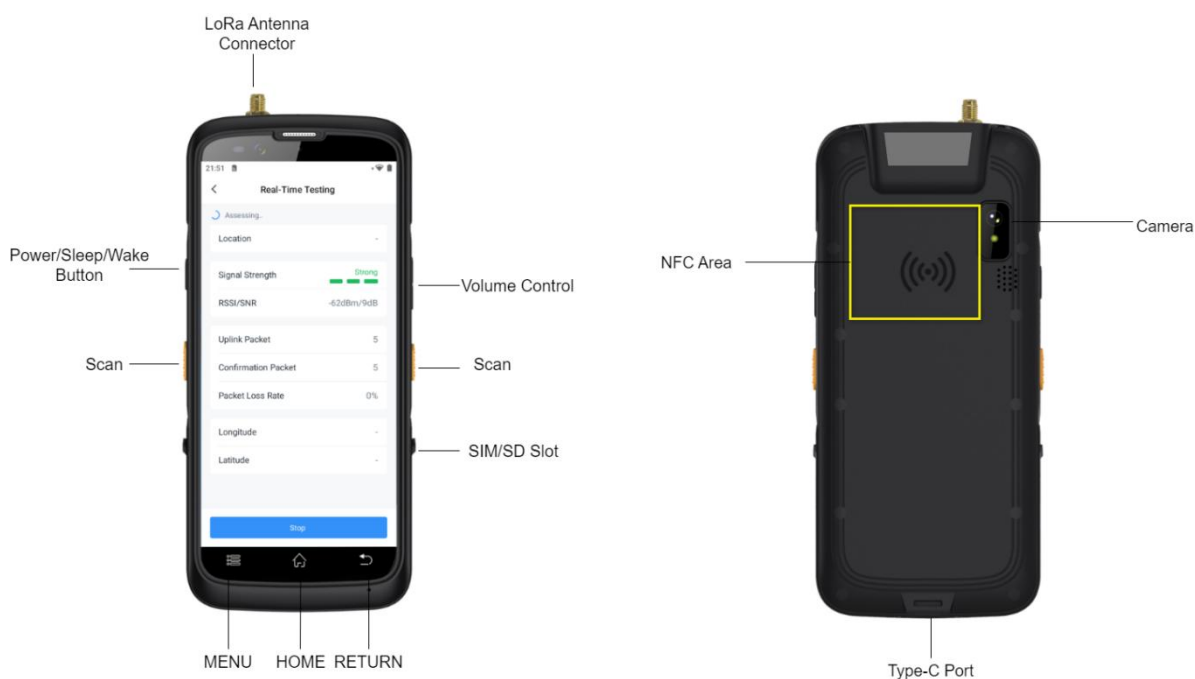 LoRa Antenna
Connector
21:51
Real-Time Testing
Assessing..
Location -
Signal Strength Strong
RSSI/SNR -62dBm/9dB
Uplink Packet 5
Confirmation Packet 5
Packet Loss Rate 0%
Longitude -
Latitude -
Stop
Power/Sleep/Wake
Button
Scan
Volume Control
Scan
SIM/SD Slot
MENU HOME RETURN
NFC Area
Camera
Type-C Port